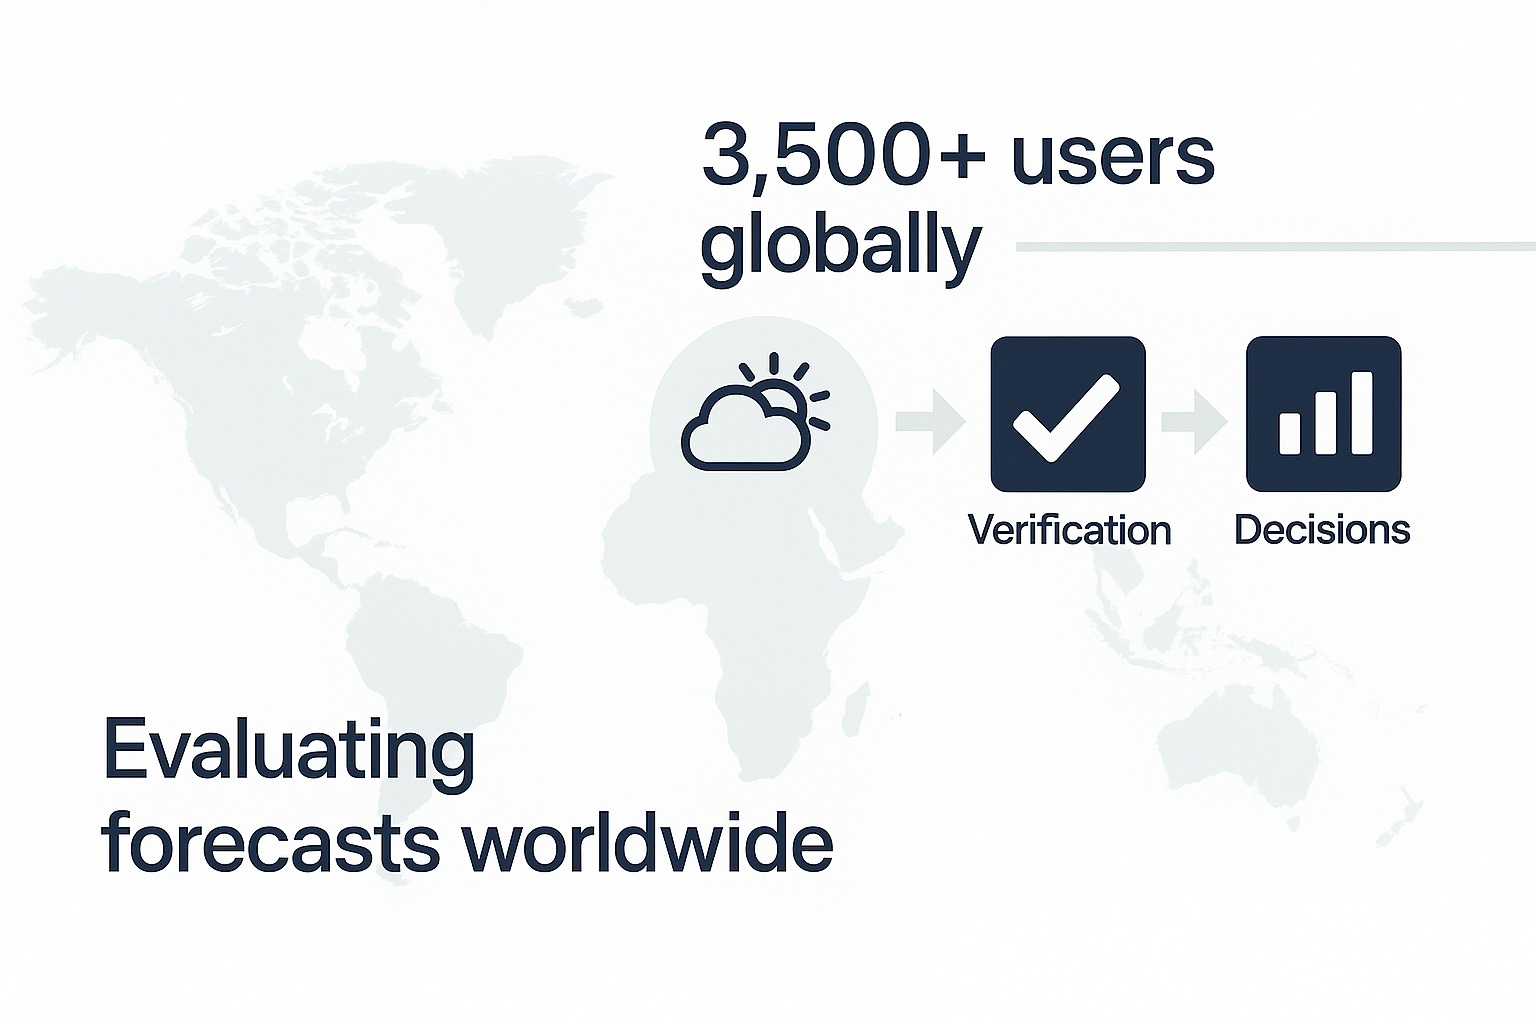 3,500+ users
globally
Verification
Decisions
Evaluating
forecasts worldwide